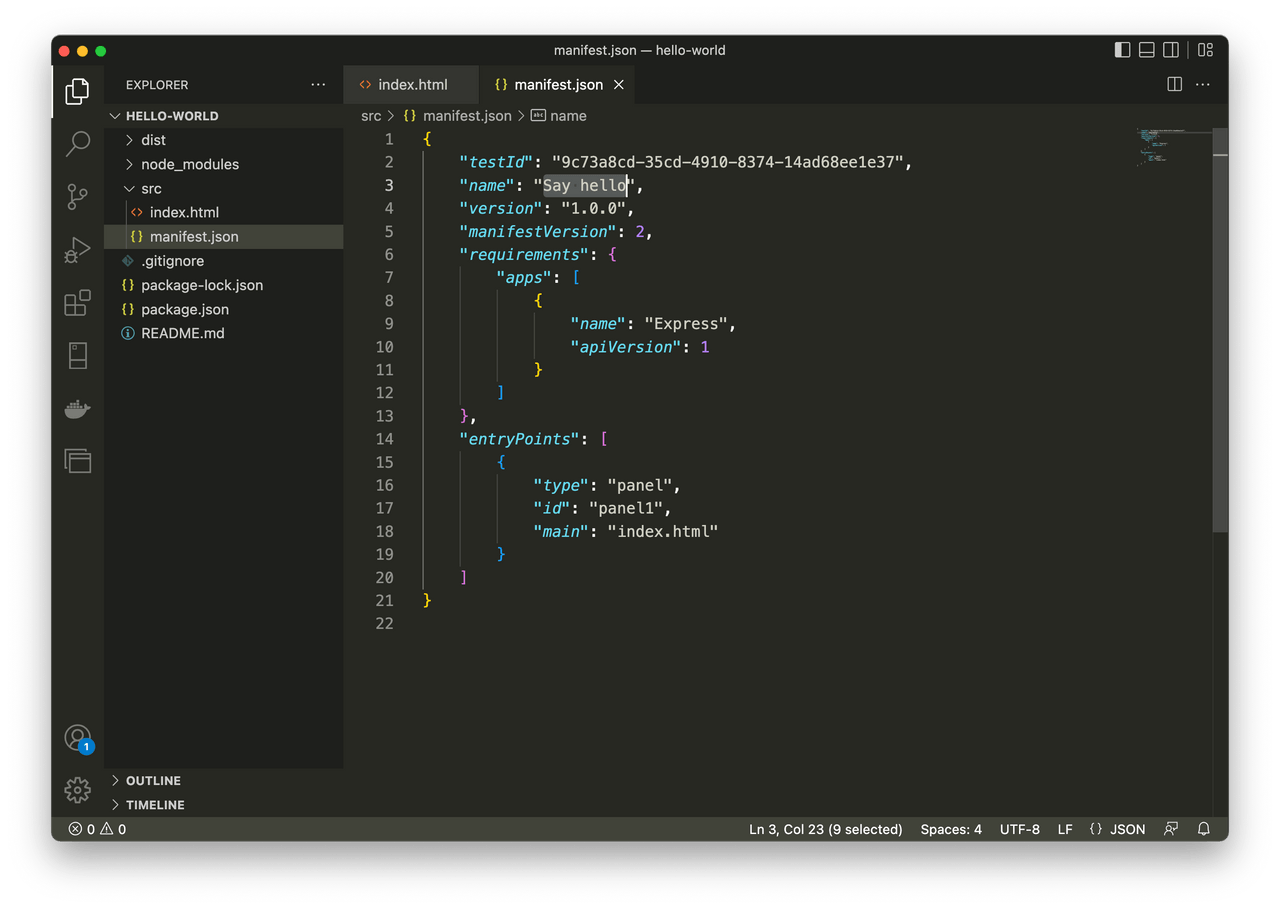 manifest.json — hello-world
EXPLORER
HELLO-WORLD
dist
node_modules
src
index.html
manifest.json
.gitignore
package-lock.json
package.json
README.md
OUTLINE
TIMELINE
1
index.html
manifest.json
src > {} manifest.json > abc name
1 {
2 "testId": "9c73a8cd-35cd-4910-8374-14ad68ee1e37",
3 "name": "Say hello",
4 "version": "1.0.0",
5 "manifestVersion": 2,
6 "requirements": {
7 "apps": [
8 {
9 "name": "Express",
10 "apiVersion": 1
11 }
12 ]
13 },
14 "entryPoints": [
15 {
16 "type": "panel",
17 "id": "panel1",
18 "main": "index.html"
19 }
20 ]
21 }
22
0 0 Ln 3, Col 23 (9 selected) Spaces: 4 UTF-8 LF {} JSON